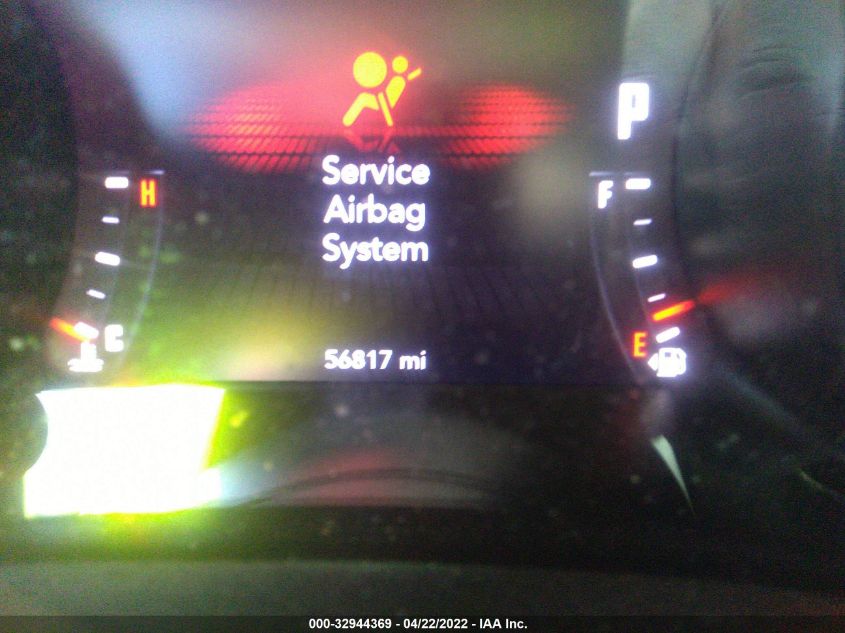 P
Service
Airbag
System
H
F
C
E
56817 mi
000-32944369 - 04/22/2022 - IAA Inc.